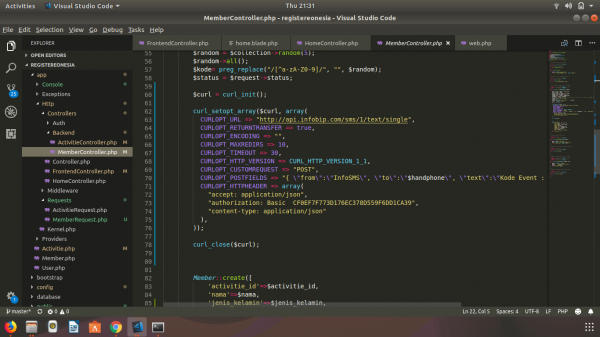 Activities
Visual Studio Code
Thu 21:31
MemberController.php - registereonesia - Visual Studio Code
File Edit Selection View Go Debug Tasks Help
EXPLORER
OPEN EDITORS
REGISTEREONESIA
app
Console
Exceptions
Http
Controllers
Auth
Backend
ActivitieController.php M
MemberController.php M
Controller.php
FrontendController.php M
HomeController.php
Middleware
Requests
ActivitieRequest.php
MemberRequest.php U
Kernel.php
Providers
Activitie.php M
Member.php
User.php
bootstrap
config
database
FrontendController.php
home.blade.php
HomeController.php
MemberController.php
web.php
55 $random = $collection->random(5);
56 $random->all();
57 $kode= preg_replace("/[^a-zA-Z0-9]/", "", $random);
58 $status = $request->status;
59
60 $curl = curl_init();
61
62 curl_setopt_array($curl, array(
63 CURLOPT_URL => "http://api.infobip.com/sms/1/text/single",
64 CURLOPT_RETURNTRANSFER => true,
65 CURLOPT_ENCODING => "",
66 CURLOPT_MAXREDIRS => 10,
67 CURLOPT_TIMEOUT => 30,
68 CURLOPT_HTTP_VERSION => CURL_HTTP_VERSION_1_1,
69 CURLOPT_CUSTOMREQUEST => "POST",
70 CURLOPT_POSTFIELDS => "{ \"from\":\"InfoSMS\", \"to\":\"$handphone\", \"text\":\"Kode Event :
71 CURLOPT_HTTPHEADER => array(
72 "accept: application/json",
73 "authorization: Basic CF0EF7F773D176EC378D559F6DD1CA39",
74 "content-type: application/json"
75 ),
76 ));
77
78 curl_close($curl);
79
80
81
82 Member::create([
83 'activitie_id'=>$activitie_id,
84 'nama'=>$nama,
85 'jenis_kelamin'=>$jenis_kelamin,
master*
0 0
Ln 22, Col 5
Spaces: 4
UTF-8
LF
PHP